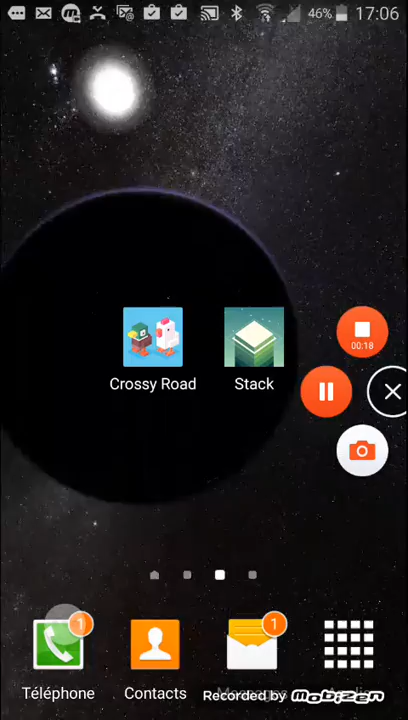 46% 17:06
00:18
Crossy Road Stack
1 1
Téléphone Contacts
Recorded by mobizen